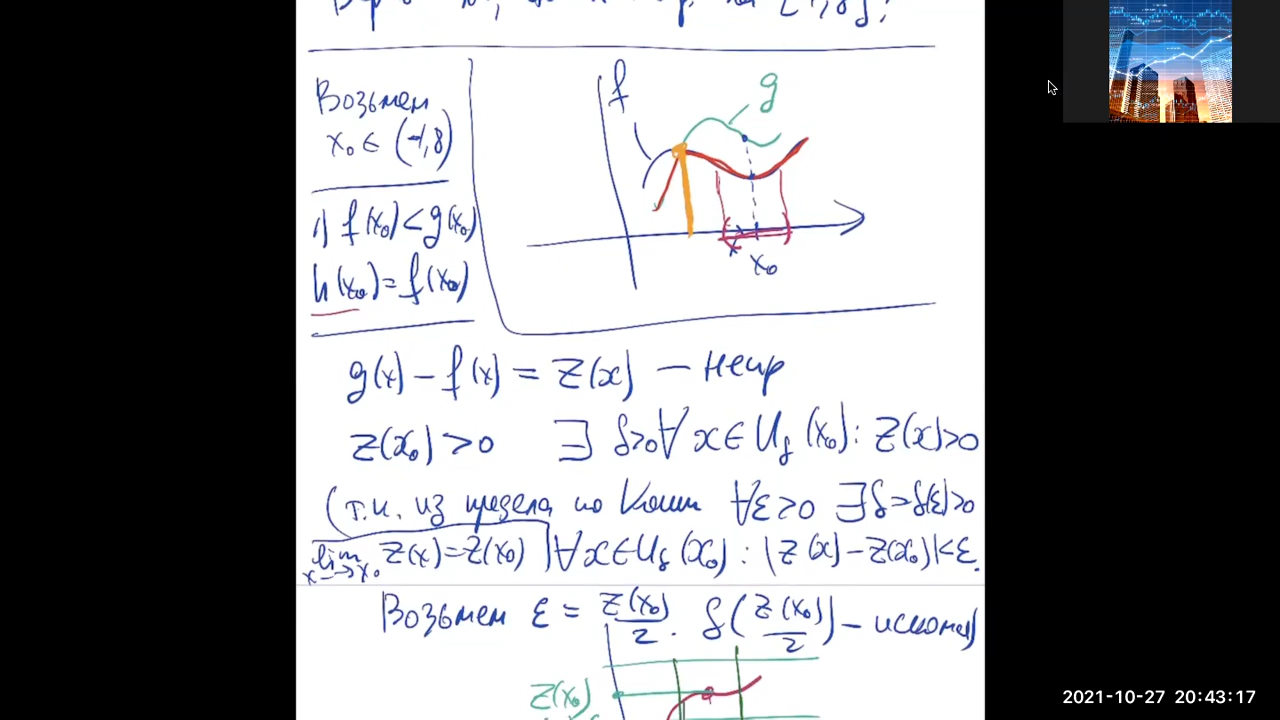 Возьмем
x₀ ∈ (-1,8)
1) f(x₀) < g(x₀)
h(x₀) = f(x₀)
f
g
x
x₀
g(x) - f(x) = z(x) - непр
z(x₀) > 0 ∃ δ>0 ∀ x ∈ U_δ(x₀): z(x)>0
(т.к. из предела по Коши ∀ε>0 ∃δ=δ(ε)>0
lim x→x₀ z(x) = z(x₀) ∀x∈U_δ(x₀): |z(x) - z(x₀)| < ε.
Возьмем ε = z(x₀)/2. δ(z(x₀)/2) - искомая)
z(x₀)
2021-10-27 20:43:17